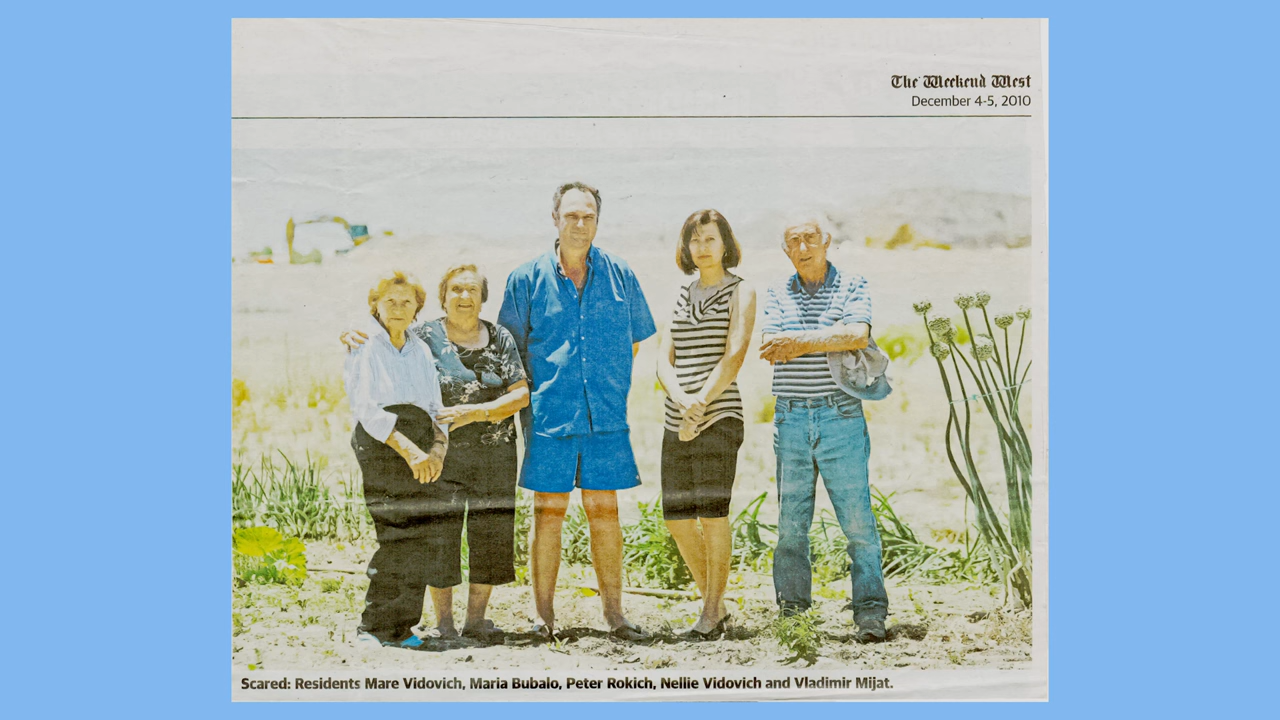 The Weekend West
December 4-5, 2010
Scared: Residents Mare Vidovich, Maria Bubalo, Peter Rokich, Nellie Vidovich and Vladimir Mijat.